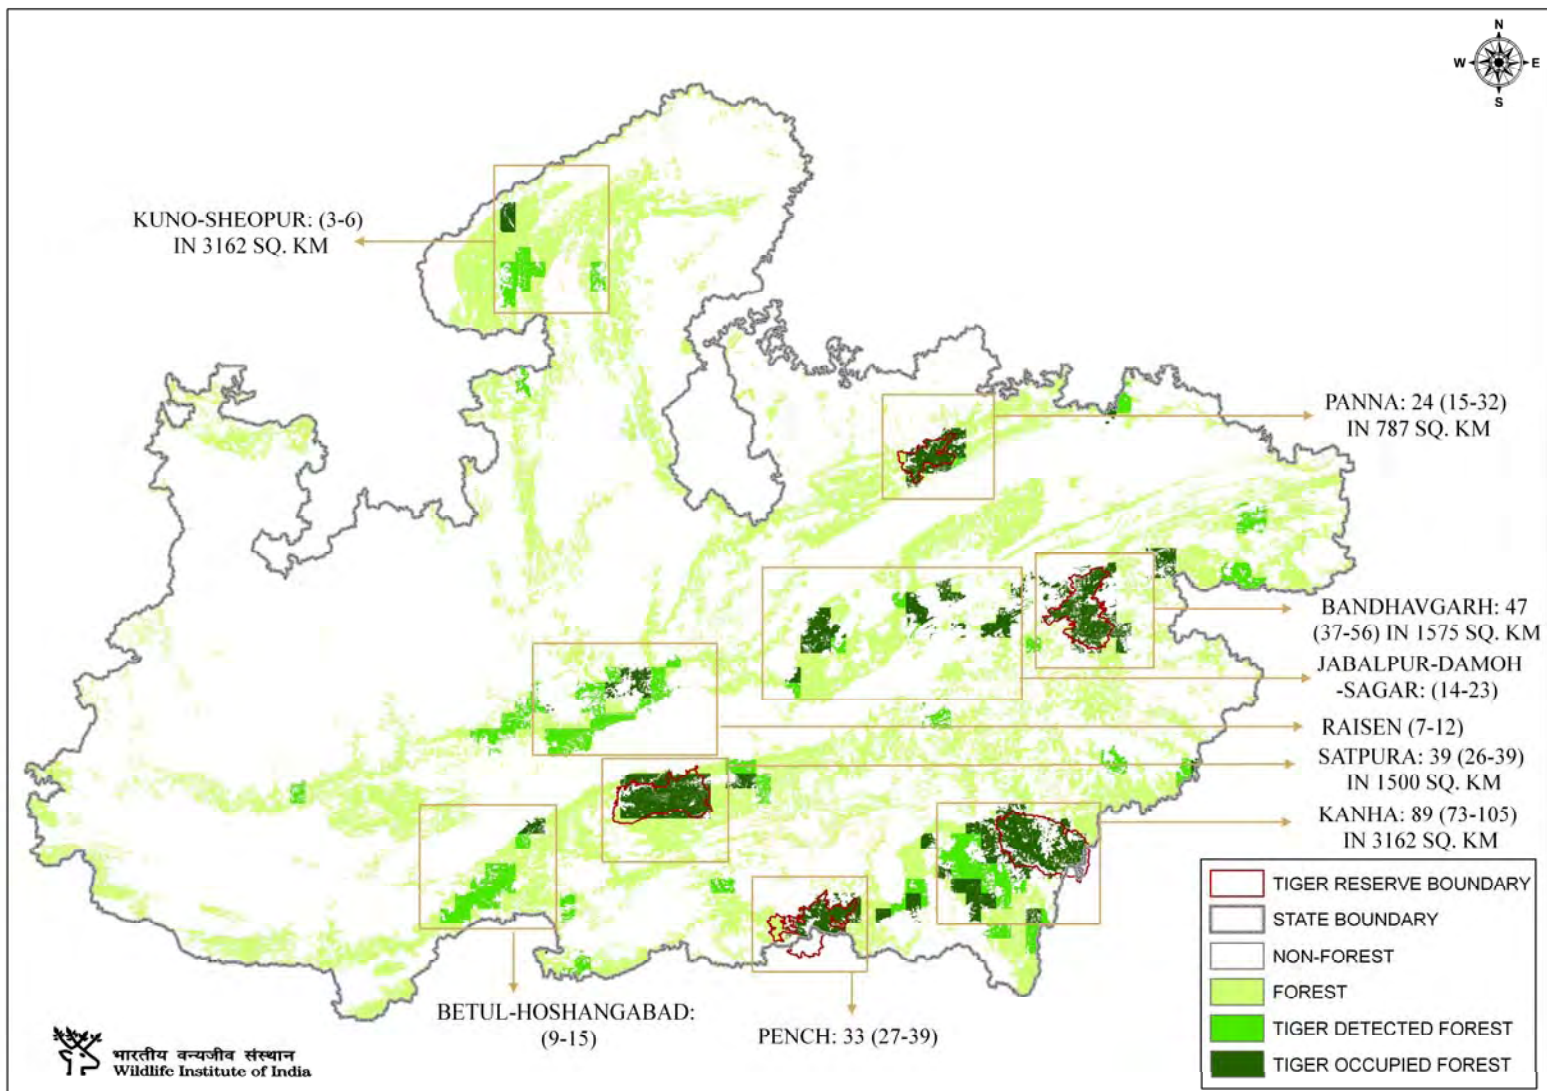 N
W E
S
KUNO-SHEOPUR: (3-6)
IN 3162 SQ. KM
PANNA: 24 (15-32)
IN 787 SQ. KM
BANDHAVGARH: 47
(37-56) IN 1575 SQ. KM
JABALPUR-DAMOH
-SAGAR: (14-23)
RAISEN (7-12)
SATPURA: 39 (26-39)
IN 1500 SQ. KM
KANHA: 89 (73-105)
IN 3162 SQ. KM
BETUL-HOSHANGABAD:
(9-15)
PENCH: 33 (27-39)
TIGER RESERVE BOUNDARY
STATE BOUNDARY
NON-FOREST
FOREST
TIGER DETECTED FOREST
TIGER OCCUPIED FOREST
भारतीय वन्यजीव संस्थान
Wildlife Institute of India